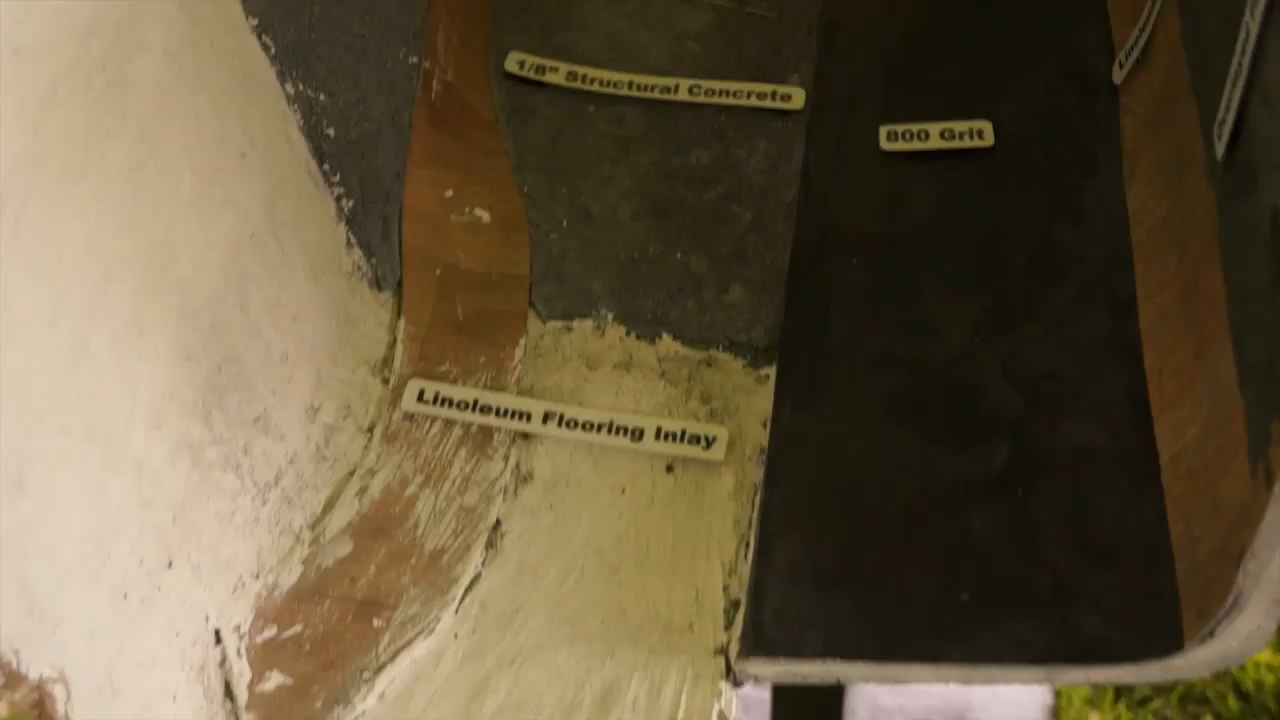 1/8" Structural Concrete
800 Grit
Linoleum Flooring Inlay